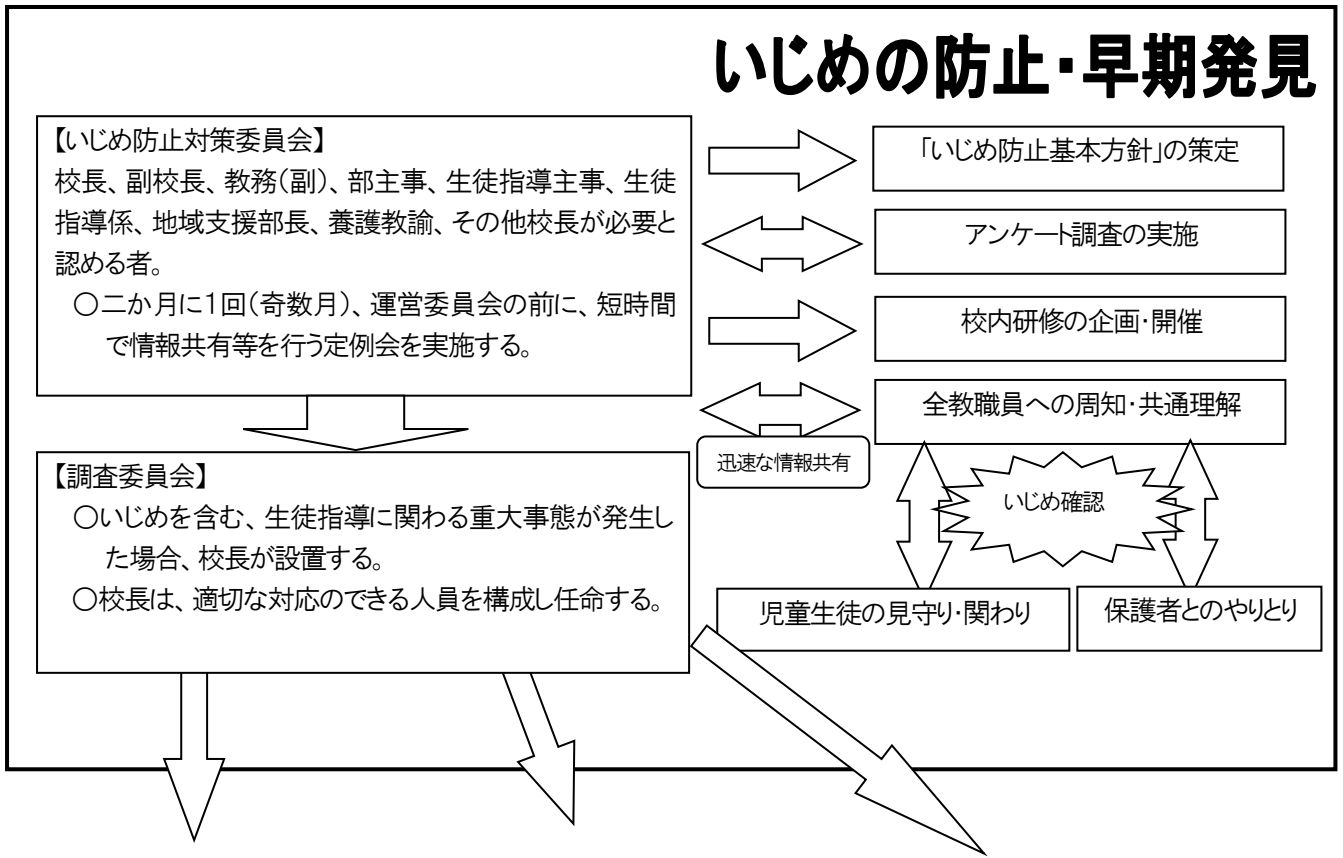 いじめの防止・早期発見
【いじめ防止対策委員会】
校長、副校長、教務（副）、部主事、生徒指導主事、生徒
指導係、地域支援部長、養護教諭、その他校長が必要と
認める者。
○二か月に1回（奇数月）、運営委員会の前に、短時間
で情報共有等を行う定例会を実施する。
「いじめ防止基本方針」の策定
アンケート調査の実施
校内研修の企画・開催
全教職員への周知・共通理解
迅速な情報共有
いじめ確認
児童生徒の見守り・関わり
保護者とのやりとり
【調査委員会】
○いじめを含む、生徒指導に関わる重大事態が発生し
た場合、校長が設置する。
○校長は、適切な対応のできる人員を構成し任命する。